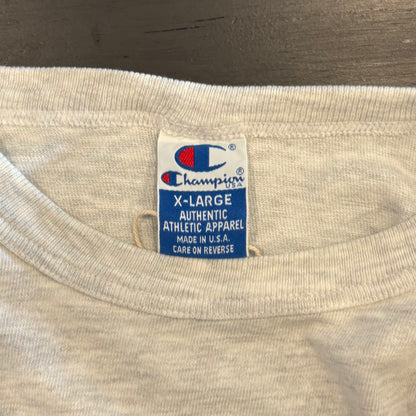 ®
Champion®
USA
X-LARGE
AUTHENTIC
ATHLETIC APPAREL
MADE IN U.S.A.
CARE ON REVERSE